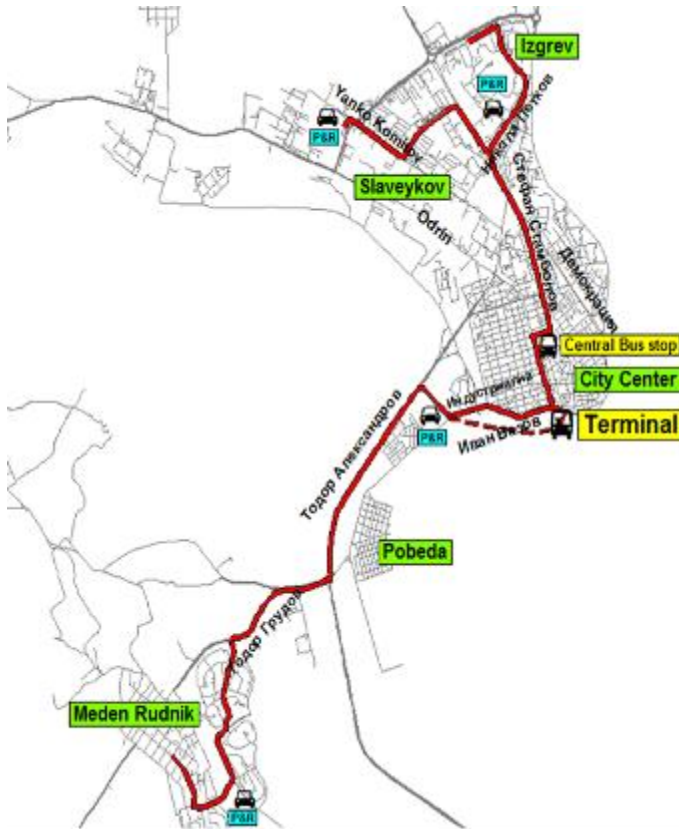 Izgrev
P&R
Yanko Komitov
P&R
Никола Петков
Slaveykov
Odrin
Стефан Стамболов
Демокрация
Central Bus stop
City Center
Индустриална
Тодор Александров
P&R
Иван Вазов
Terminal
Pobeda
Тодор Грудов
Meden Rudnik
P&R